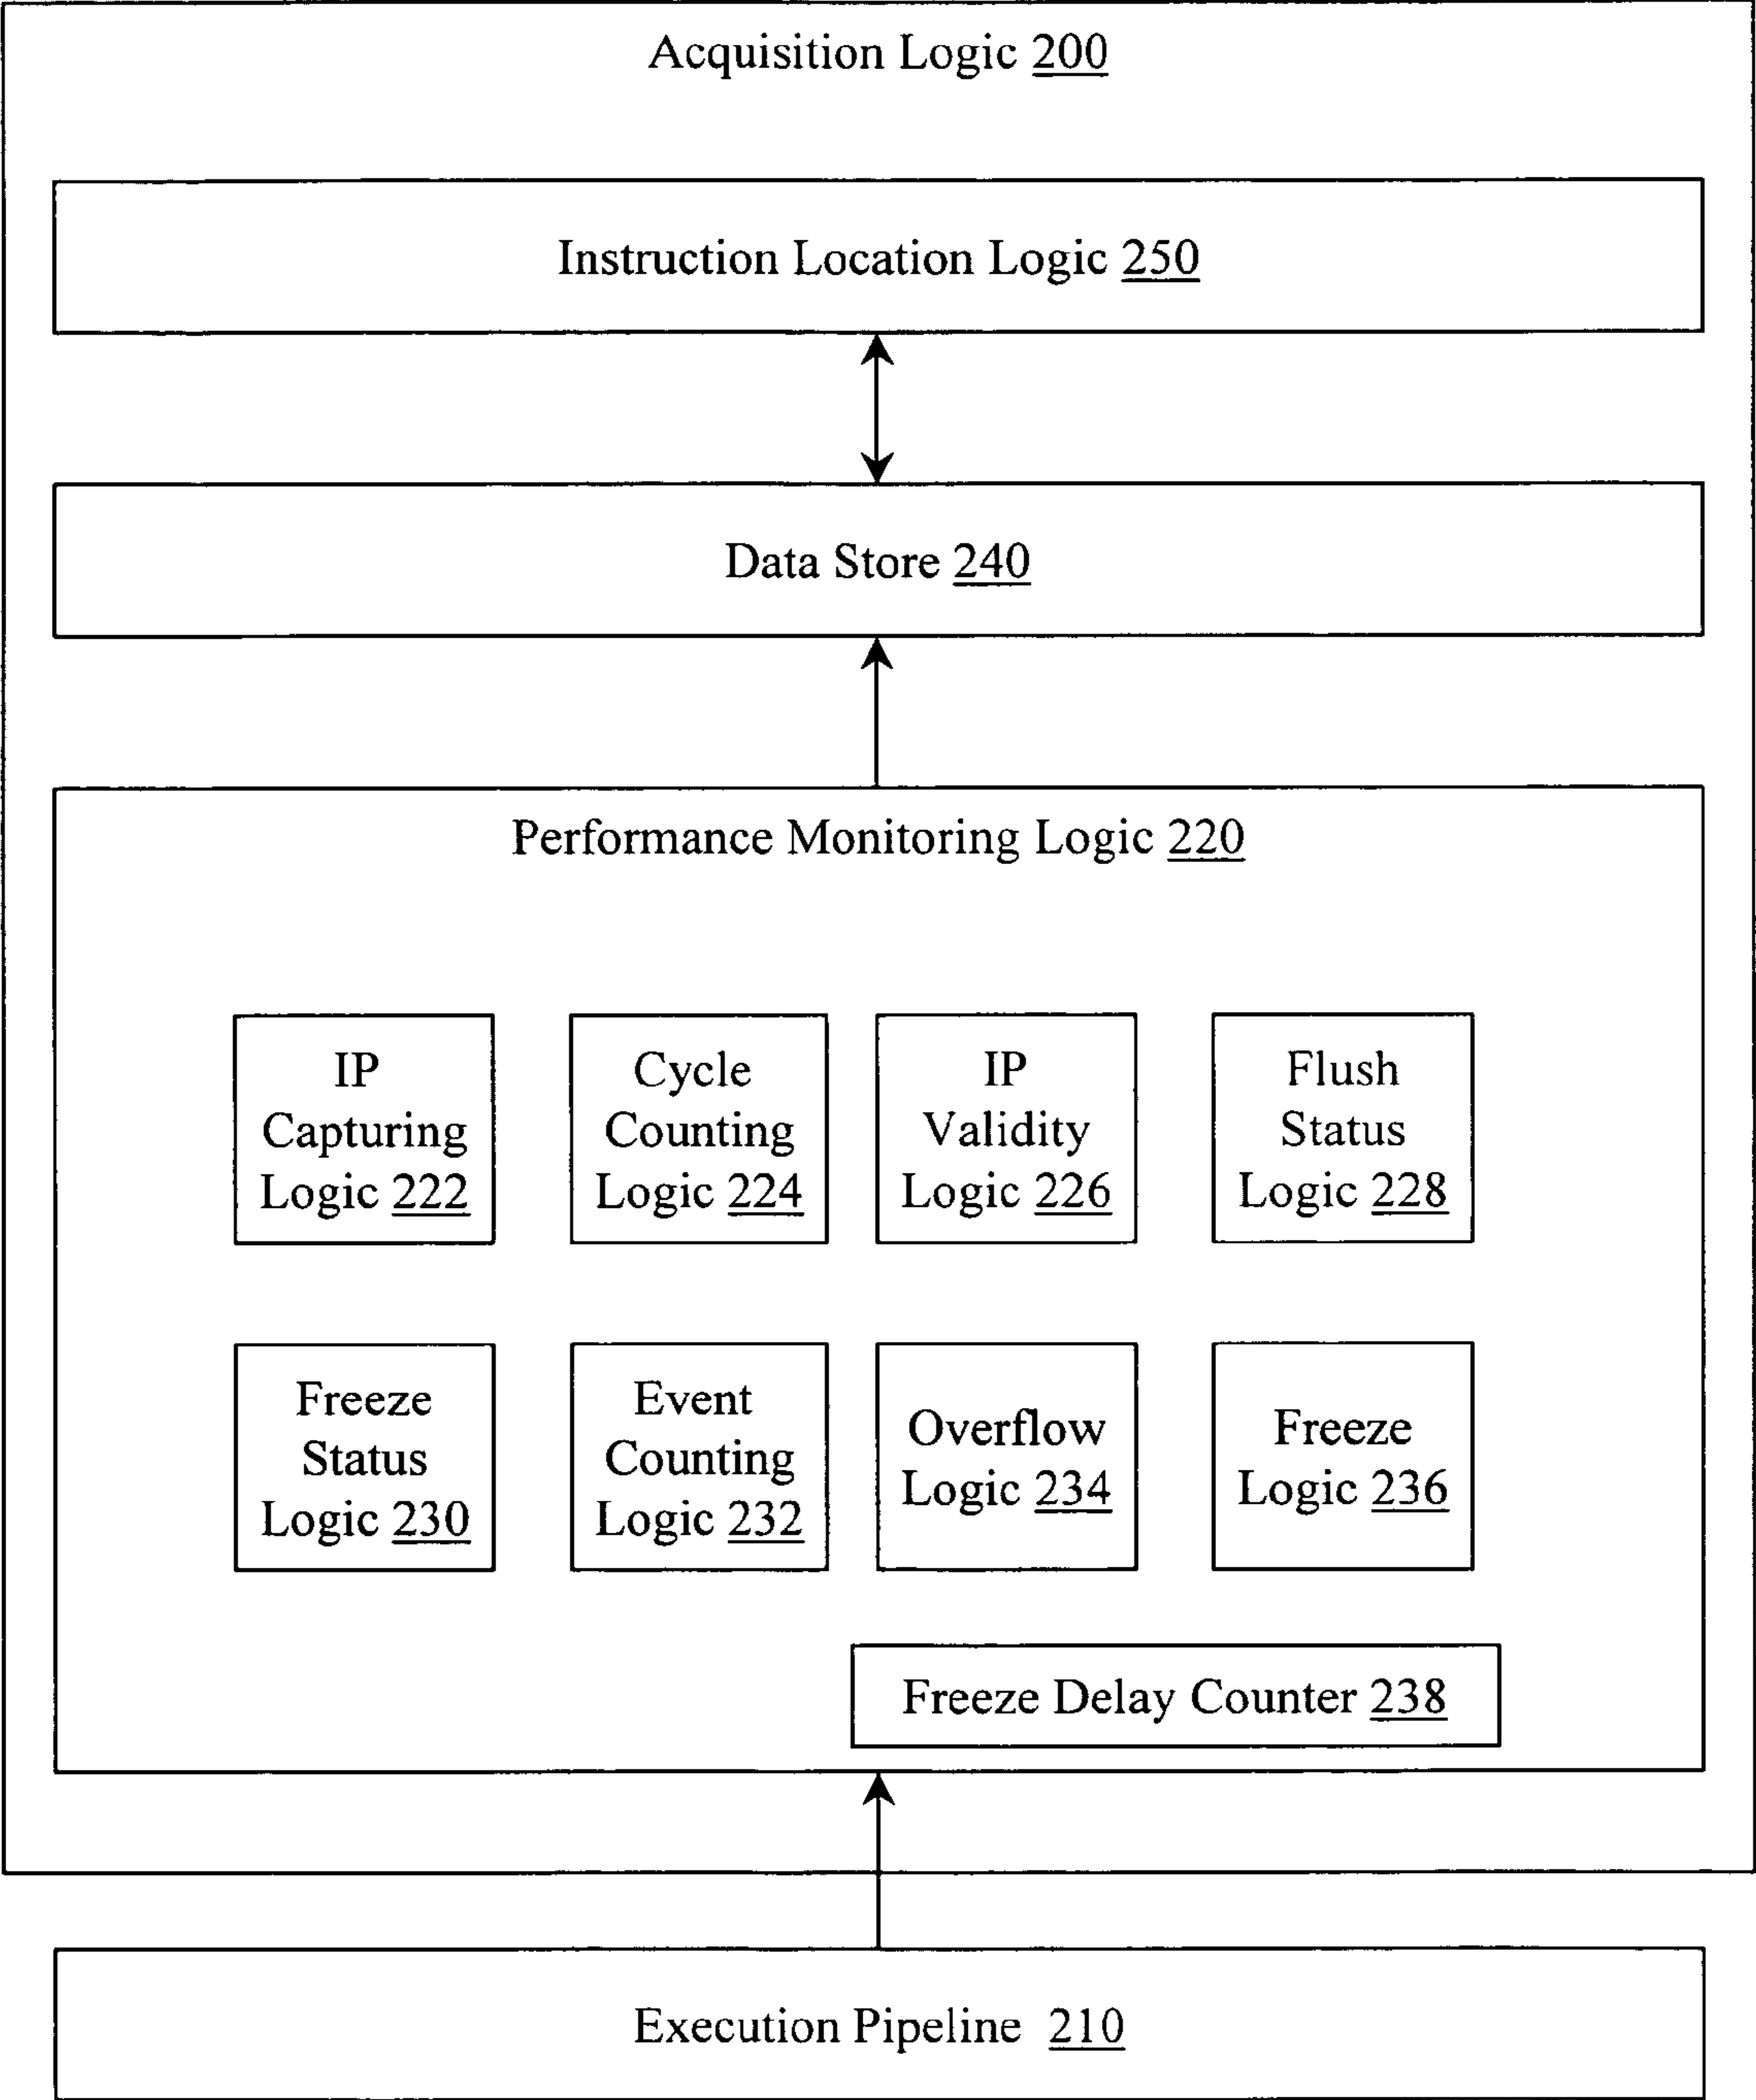 Acquisition Logic 200
Instruction Location Logic 250
Data Store 240
Performance Monitoring Logic 220
IP
Capturing
Logic 222
Cycle
Counting
Logic 224
IP
Validity
Logic 226
Flush
Status
Logic 228
Freeze
Status
Logic 230
Event
Counting
Logic 232
Overflow
Logic 234
Freeze
Logic 236
Freeze Delay Counter 238
Execution Pipeline 210